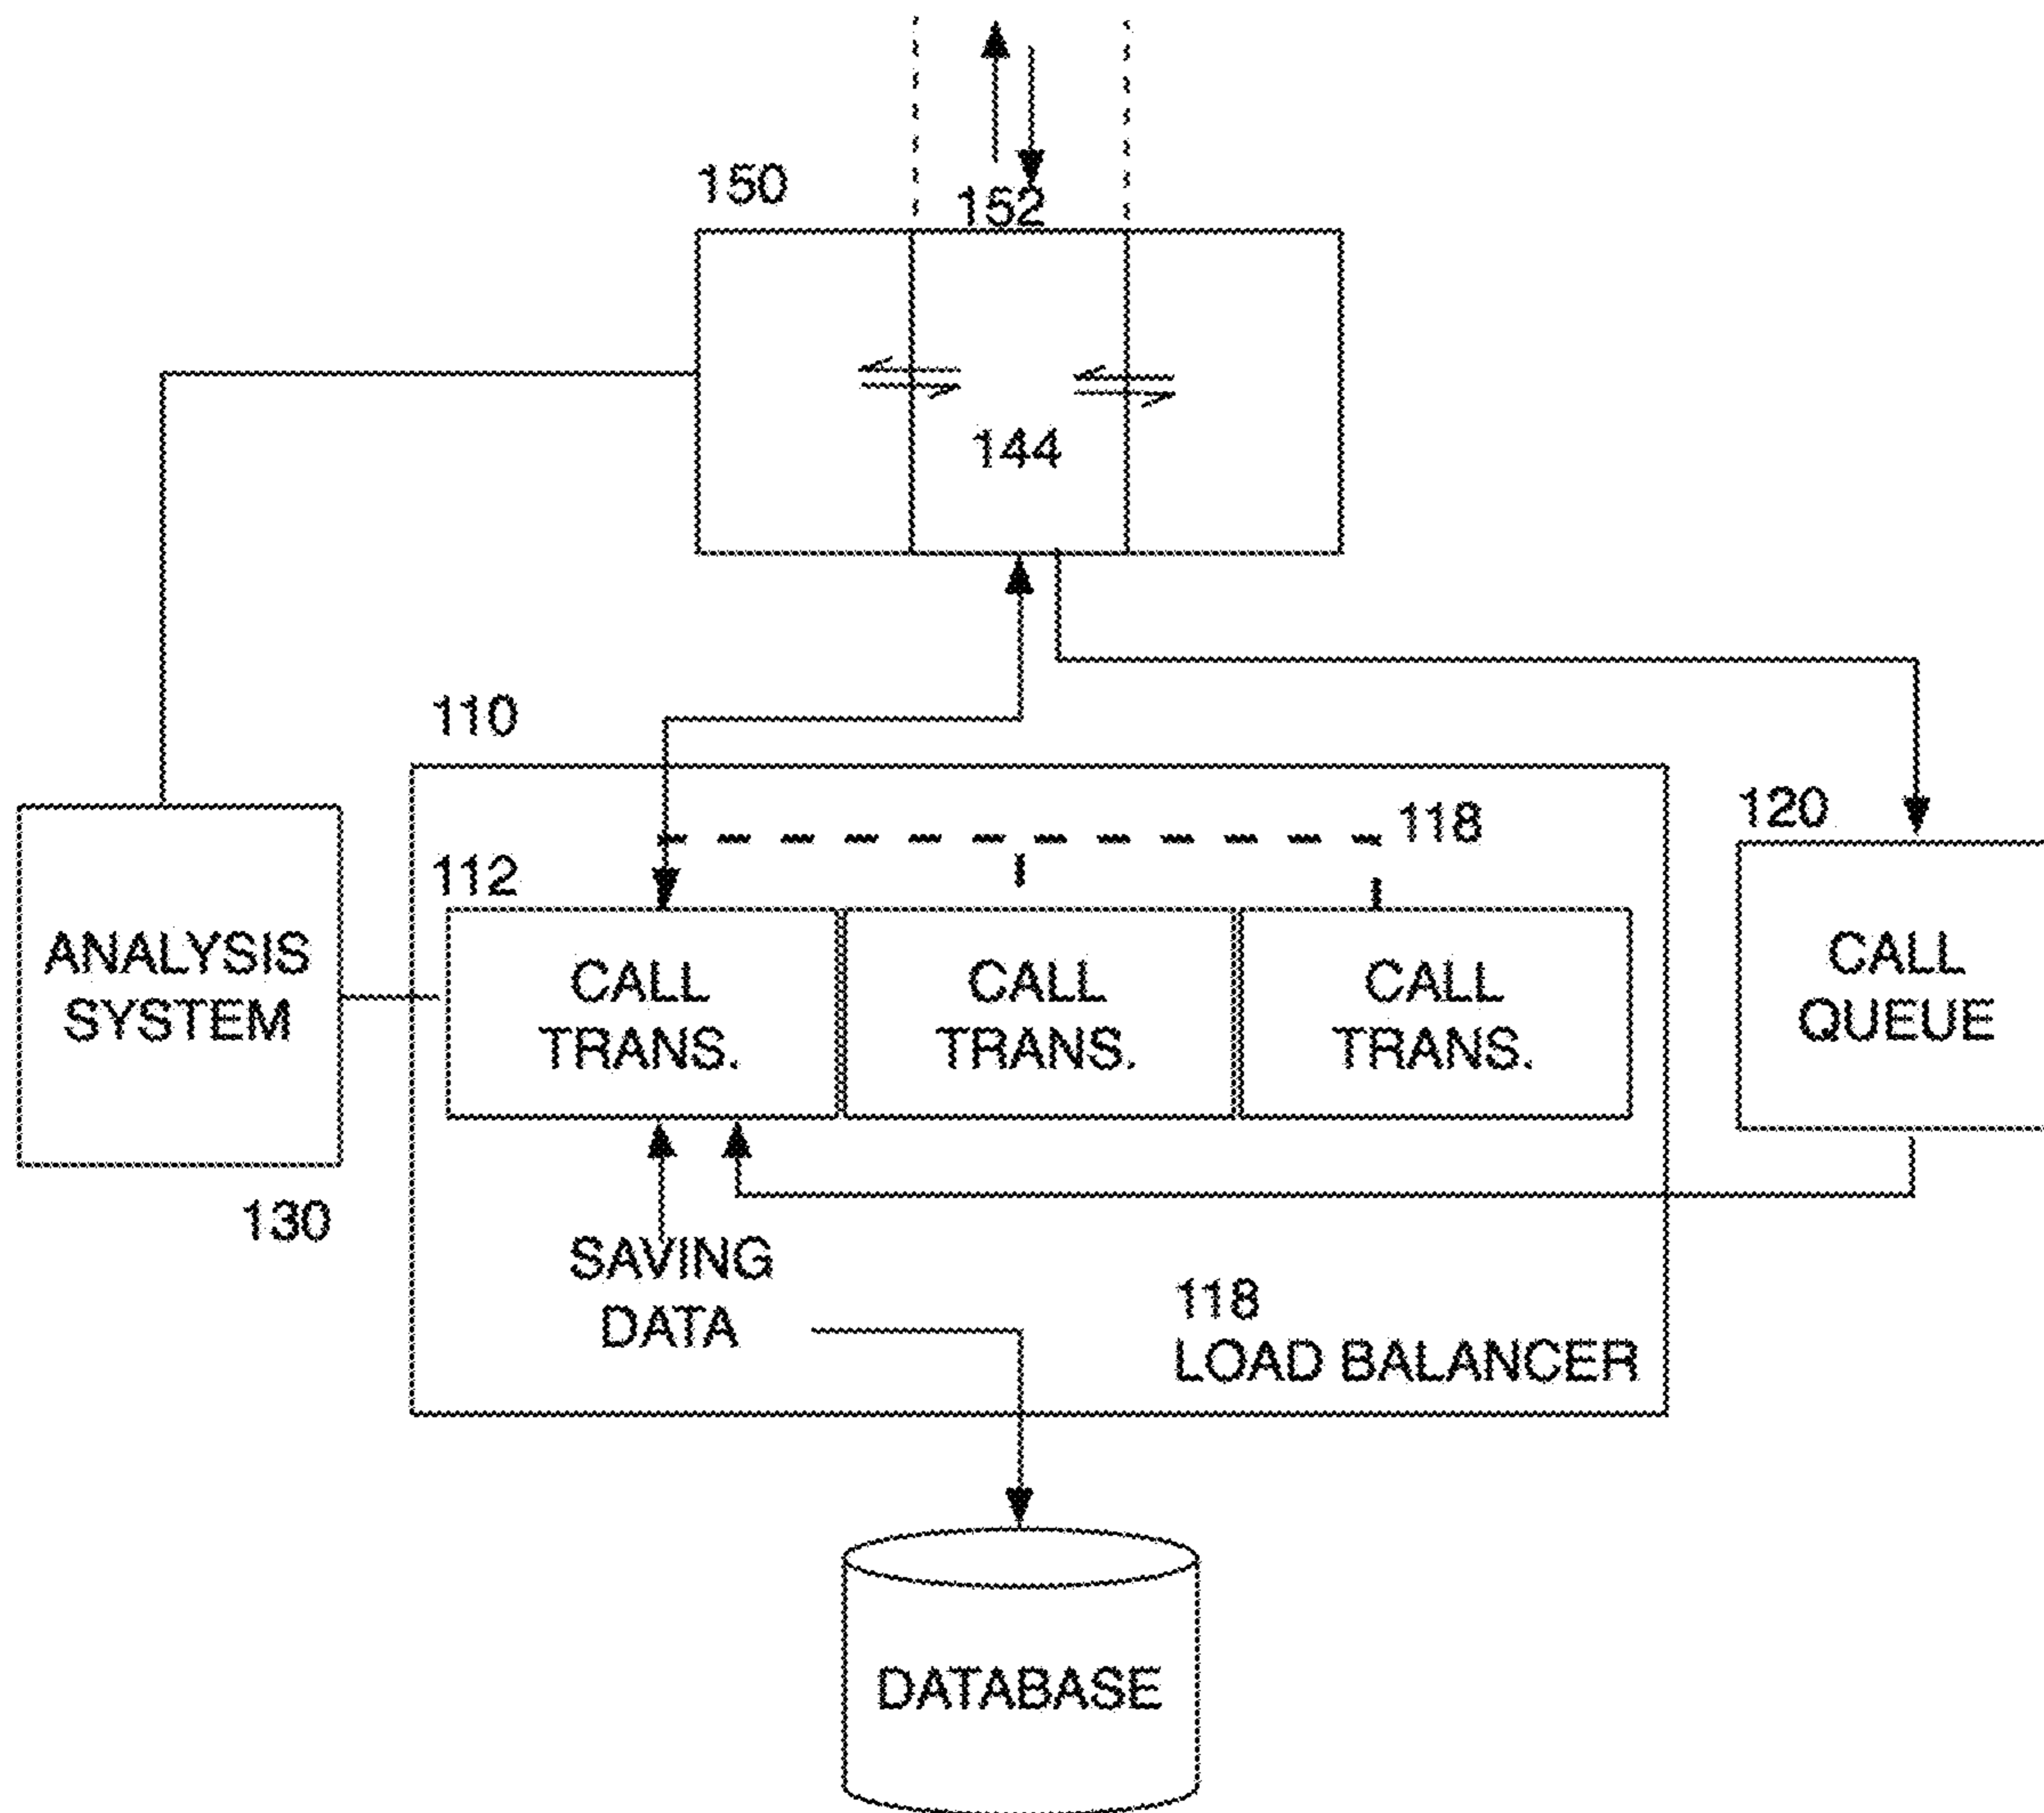 150
152
144
110
118
120
112
ANALYSIS
SYSTEM
CALL
TRANS.
CALL
TRANS.
CALL
TRANS.
CALL
QUEUE
130
SAVING
DATA
118
LOAD BALANCER
DATABASE